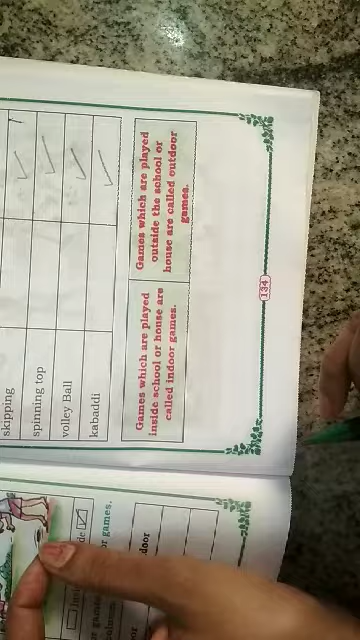 skipping
spinning top
volley Ball
kabaddi
Games which are played
inside school or house are
called indoor games.
Games which are played
outside the school or
house are called outdoor
games.
134
or games.
door